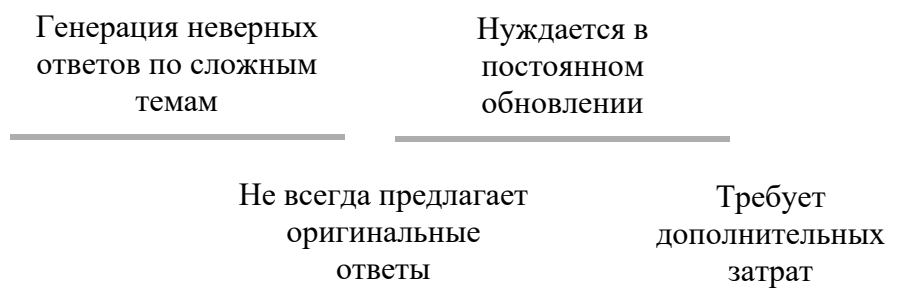 Генерация неверных
ответов по сложным
темам
Нуждается в
постоянном
обновлении
Не всегда предлагает
оригинальные
ответы
Требует
дополнительных
затрат